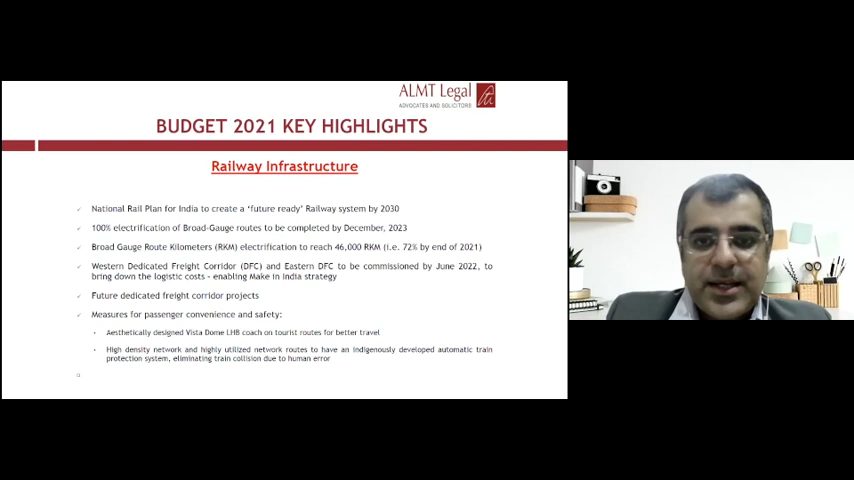 ALMT Legal
ADVOCATES AND SOLICITORS
BUDGET 2021 KEY HIGHLIGHTS
Railway Infrastructure
National Rail Plan for India to create a 'future ready' Railway system by 2030
100% electrification of Broad-Gauge routes to be completed by December, 2023
Broad Gauge Route Kilometers (RKM) electrification to reach 46,000 RKM (i.e. 72% by end of 2021)
Western Dedicated Freight Corridor (DFC) and Eastern DFC to be commissioned by June 2022, to
bring down the logistic costs - enabling Make in India strategy
Future dedicated freight corridor projects
Measures for passenger convenience and safety:
Aesthetically designed Vista Dome LHB coach on tourist routes for better travel
High density network and highly utilized network routes to have an indigenously developed automatic train
protection system, eliminating train collision due to human error